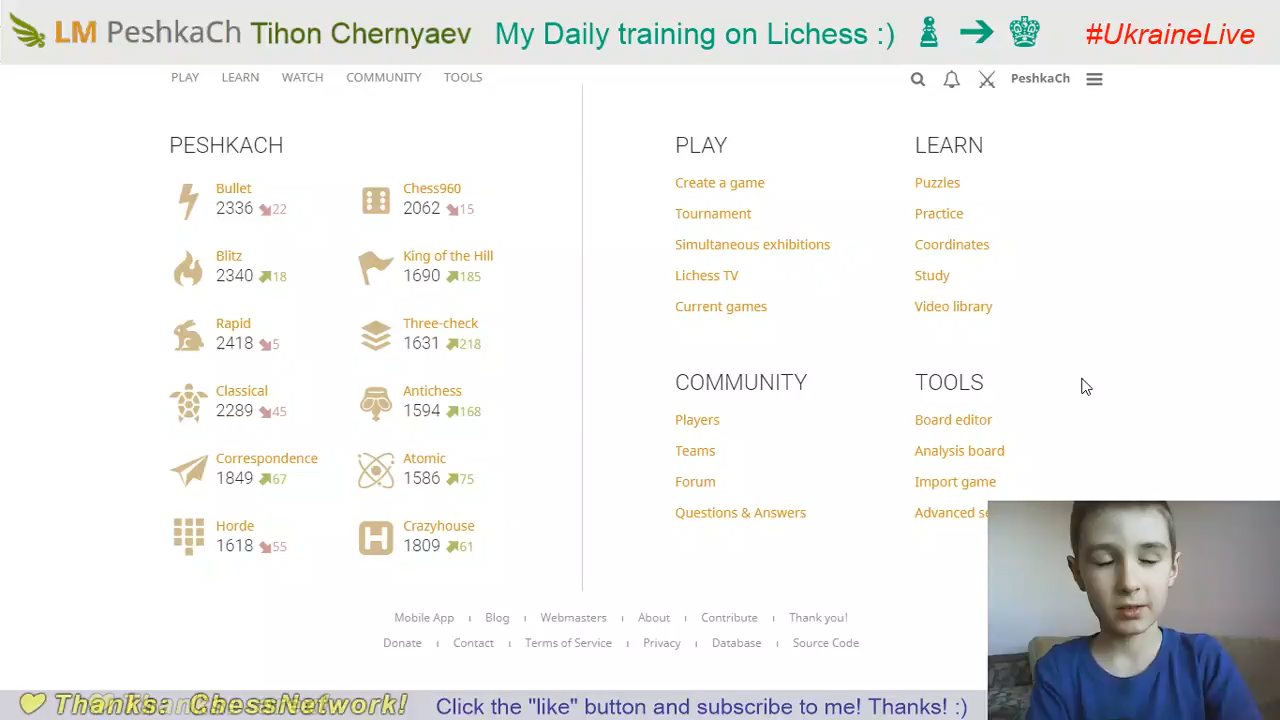 LM PeshkaCh Tihon Chernyaev My Daily training on Lichess :) #UkraineLive
PLAY LEARN WATCH COMMUNITY TOOLS PeshkaCh
PESHKACH
Bullet
2336 22
Chess960
2062 15
Blitz
2340 18
King of the Hill
1690 185
Rapid
2418 5
Three-check
1631 218
Classical
2289 45
Antichess
1594 168
Correspondence
1849 67
Atomic
1586 75
Horde
1618 55
Crazyhouse
1809 61
PLAY
Create a game
Tournament
Simultaneous exhibitions
Lichess TV
Current games
LEARN
Puzzles
Practice
Coordinates
Study
Video library
COMMUNITY
Players
Teams
Forum
Questions & Answers
TOOLS
Board editor
Analysis board
Import game
Advanced
Mobile App Blog Webmasters About Contribute Thank you!
Donate Contact Terms of Service Privacy Database Source Code
Thanks: ChessNetwork! Click the "like" button and subscribe to me! Thanks! :)